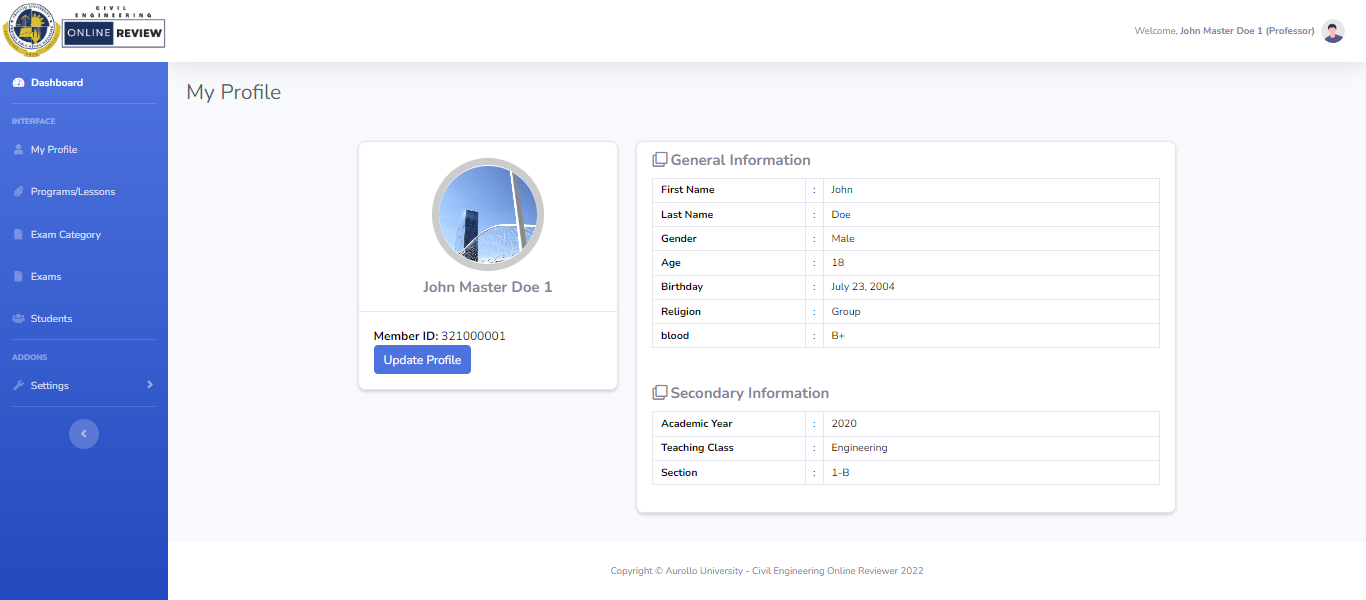 CIVIL
ENGINEERING
ONLINE REVIEW
Welcome, John Master Doe 1 (Professor)
Dashboard
INTERFACE
My Profile
Programs/Lessons
Exam Category
Exams
Students
ADDONS
Settings
My Profile
John Master Doe 1
Member ID: 321000001
Update Profile
General Information
First Name : John
Last Name : Doe
Gender : Male
Age : 18
Birthday : July 23, 2004
Religion : Group
blood : B+
Secondary Information
Academic Year : 2020
Teaching Class : Engineering
Section : 1-B
Copyright © Aurollo University - Civil Engineering Online Reviewer 2022